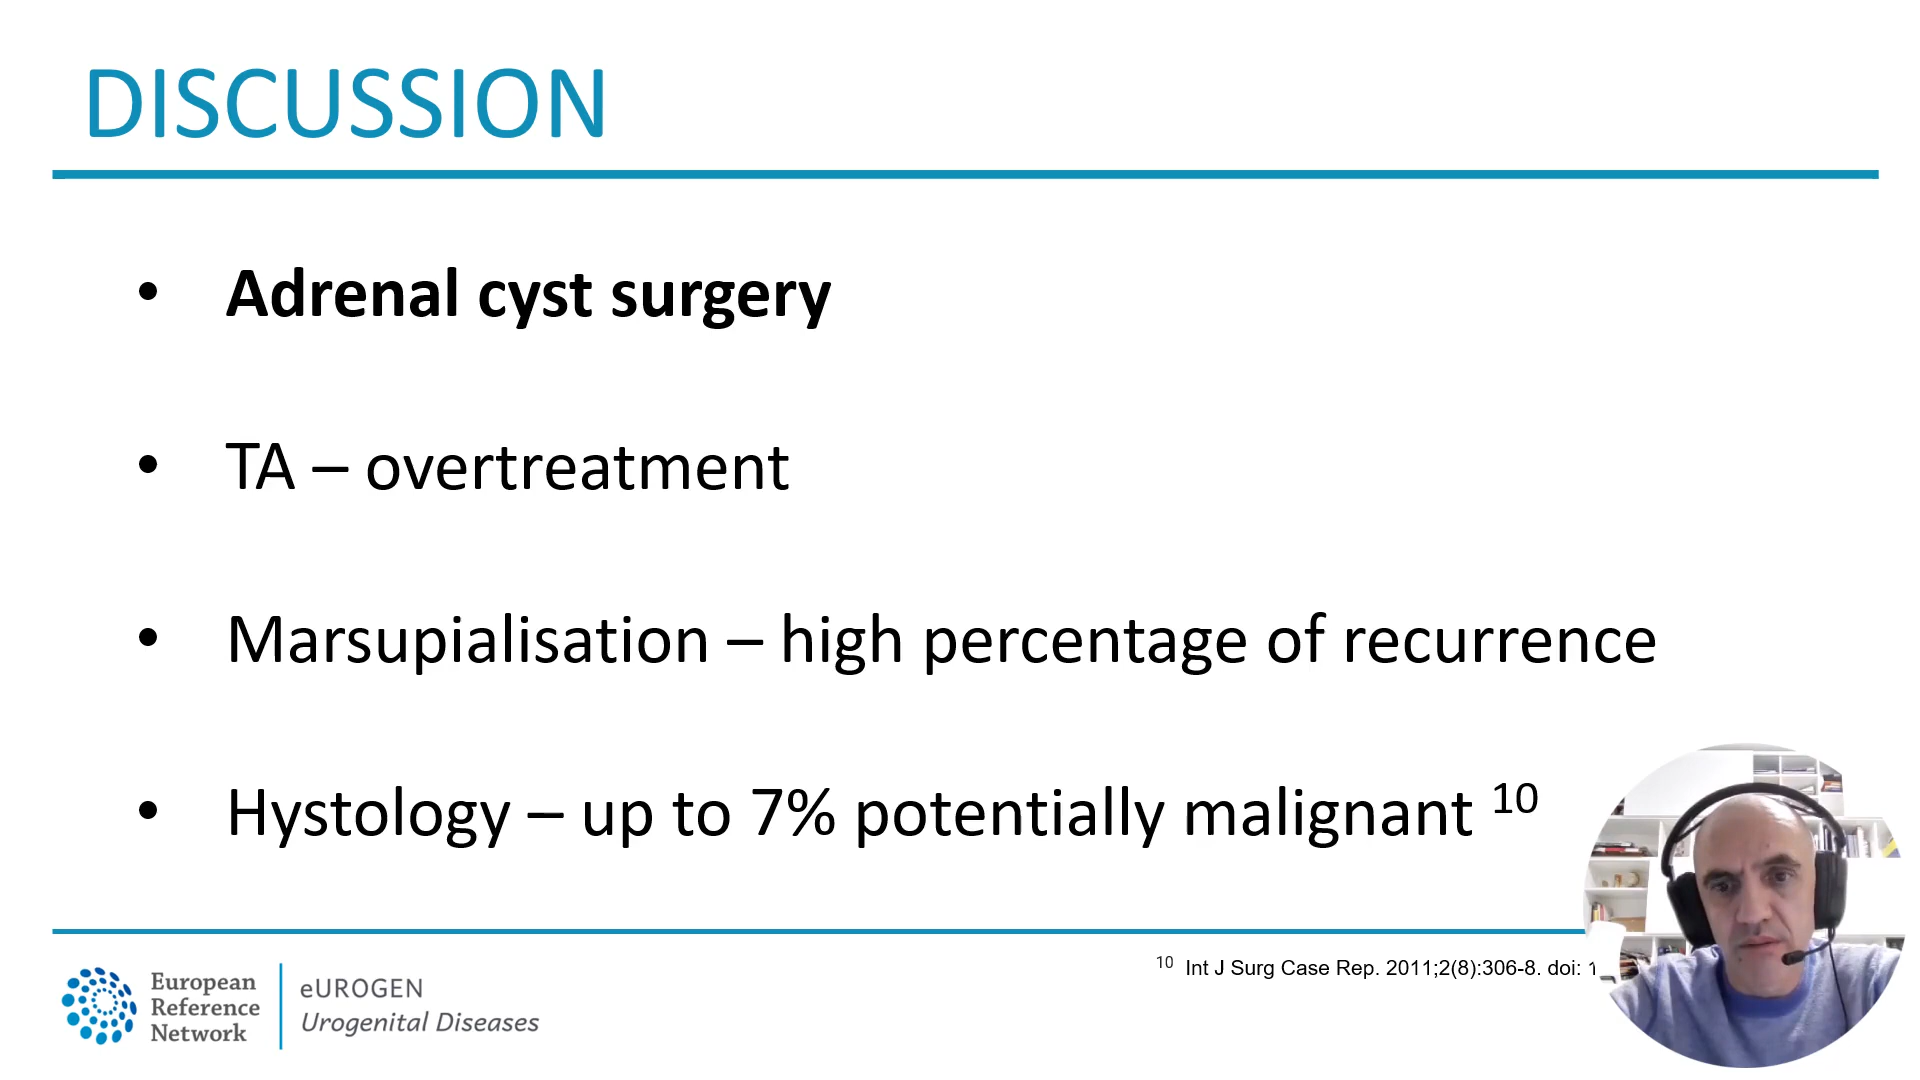 DISCUSSION
• Adrenal cyst surgery
• TA – overtreatment
• Marsupialisation – high percentage of recurrence
• Hystology – up to 7% potentially malignant 10
10 Int J Surg Case Rep. 2011;2(8):306-8. doi:
European
Reference
Network
eUROGEN
Urogenital Diseases